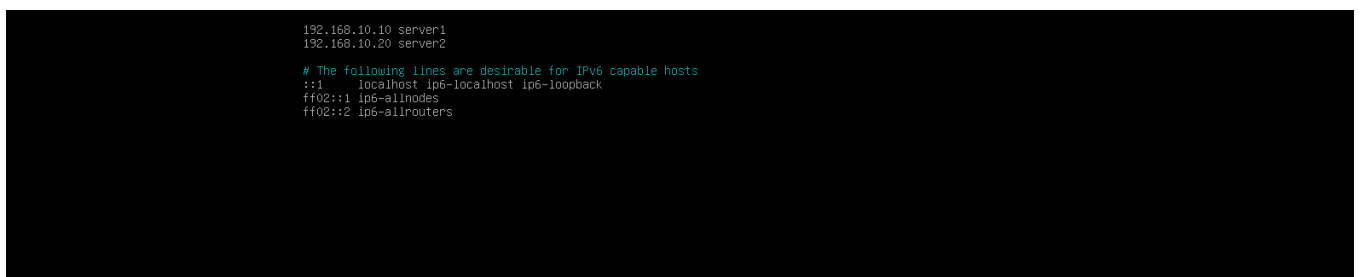 192.168.10.10 server1
192.168.10.20 server2

# The following lines are desirable for IPv6 capable hosts
::1     localhost ip6-localhost ip6-loopback
ff02::1 ip6-allnodes
ff02::2 ip6-allrouters